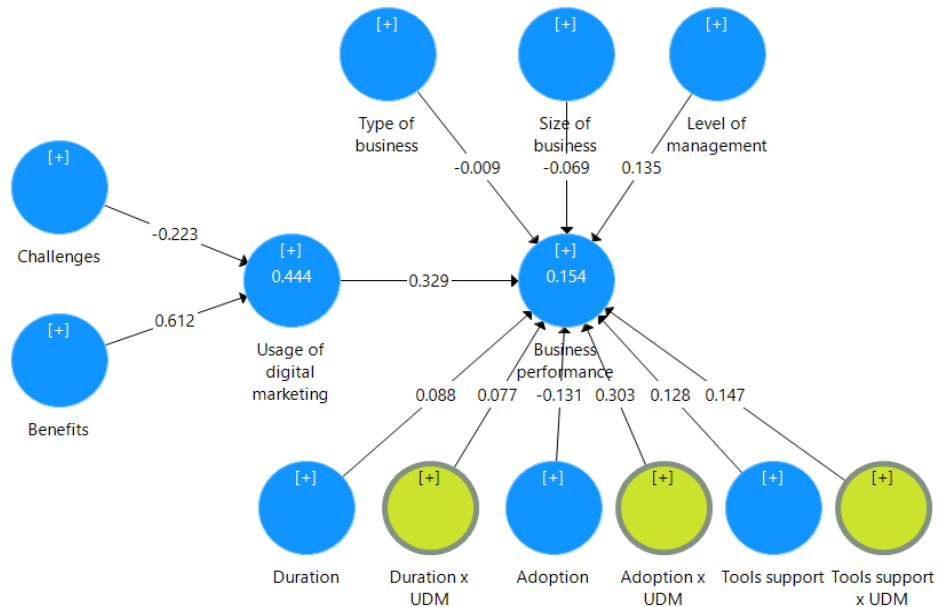 [+]
[+]
[+]
Type of
business
Size of
business
Level of
management
-0.009
-0.069
0.135
[+]
Challenges
-0.223
[+]
0.444
Usage of
digital
marketing
0.329
[+]
0.154
Business
performance
[+]
Benefits
0.612
0.088
0.077
-0.131
0.303
0.128
0.147
[+]
[+]
[+]
[+]
[+]
[+]
Duration
Duration x
UDM
Adoption
Adoption x
UDM
Tools support
Tools support
x UDM